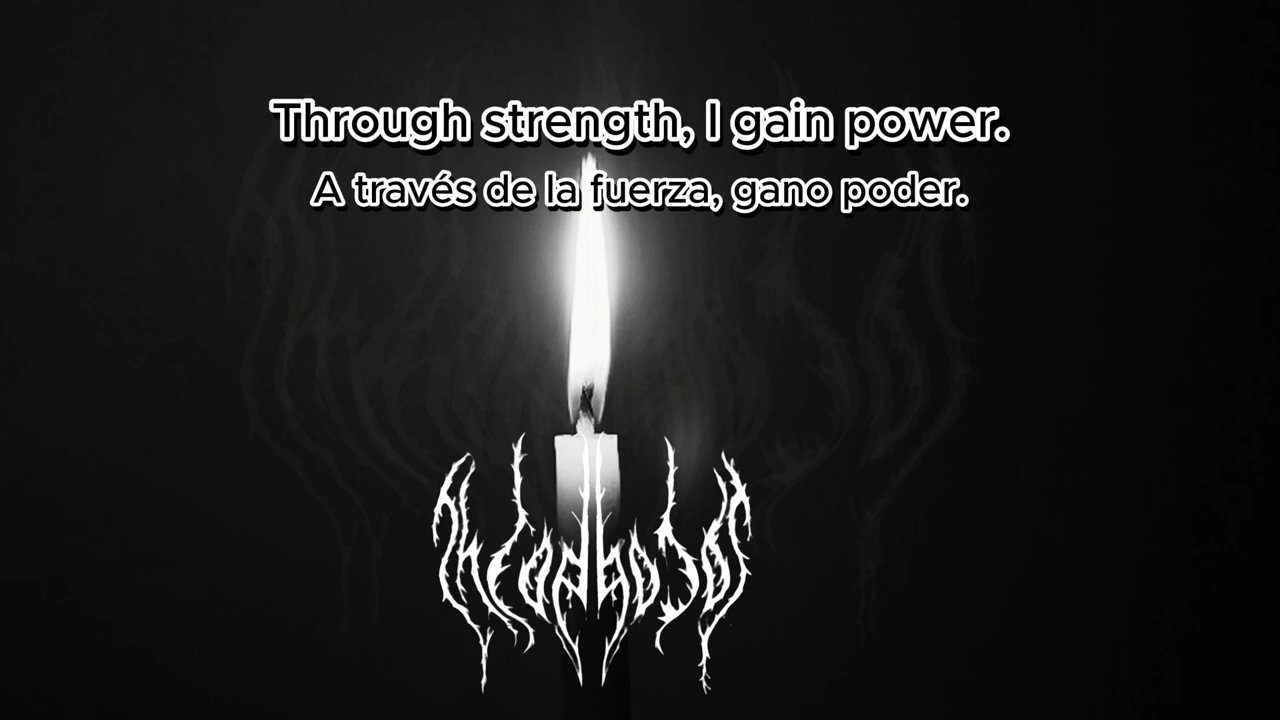 Through strength, I gain power.
A través de la fuerza, gano poder.